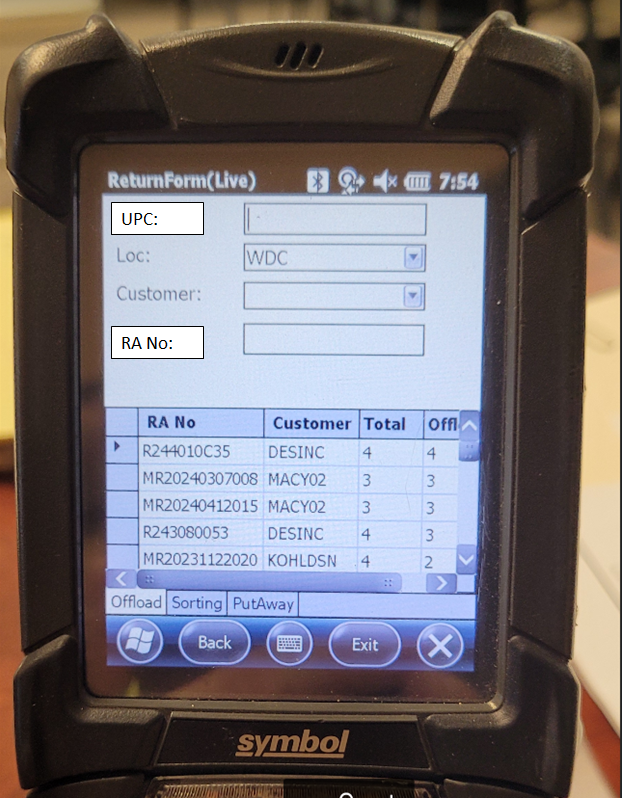 ReturnForm(Live) 7:54
UPC:
Loc: WDC
Customer:
RA No:
RA No Customer Total Offl
R244010C35 DESINC 4 4
MR20240307008 MACY02 3 3
MR20240412015 MACY02 3 3
R243080053 DESINC 4 3
MR20231122020 KOHLDSN 4 2
Offload Sorting PutAway
Back Exit
symbol